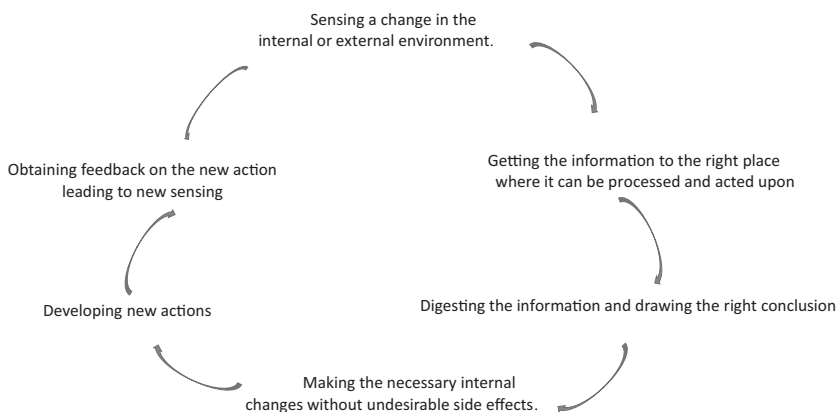 Sensing a change in the
internal or external environment.
Getting the information to the right place
where it can be processed and acted upon
Digesting the information and drawing the right conclusion
Making the necessary internal
changes without undesirable side effects.
Developing new actions
Obtaining feedback on the new action
leading to new sensing